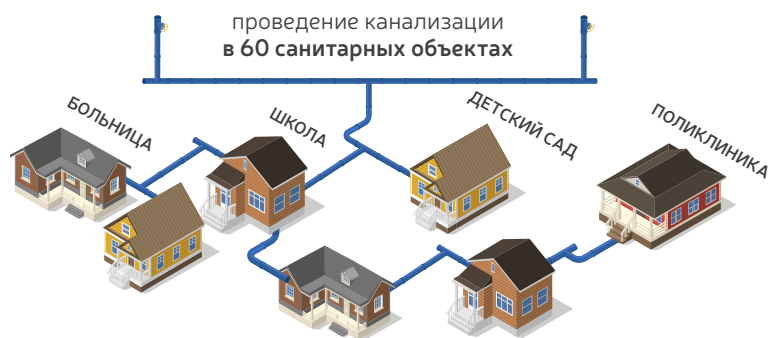 проведение канализации
в 60 санитарных объектах
БОЛЬНИЦА
ШКОЛА
ДЕТСКИЙ САД
ПОЛИКЛИНИКА